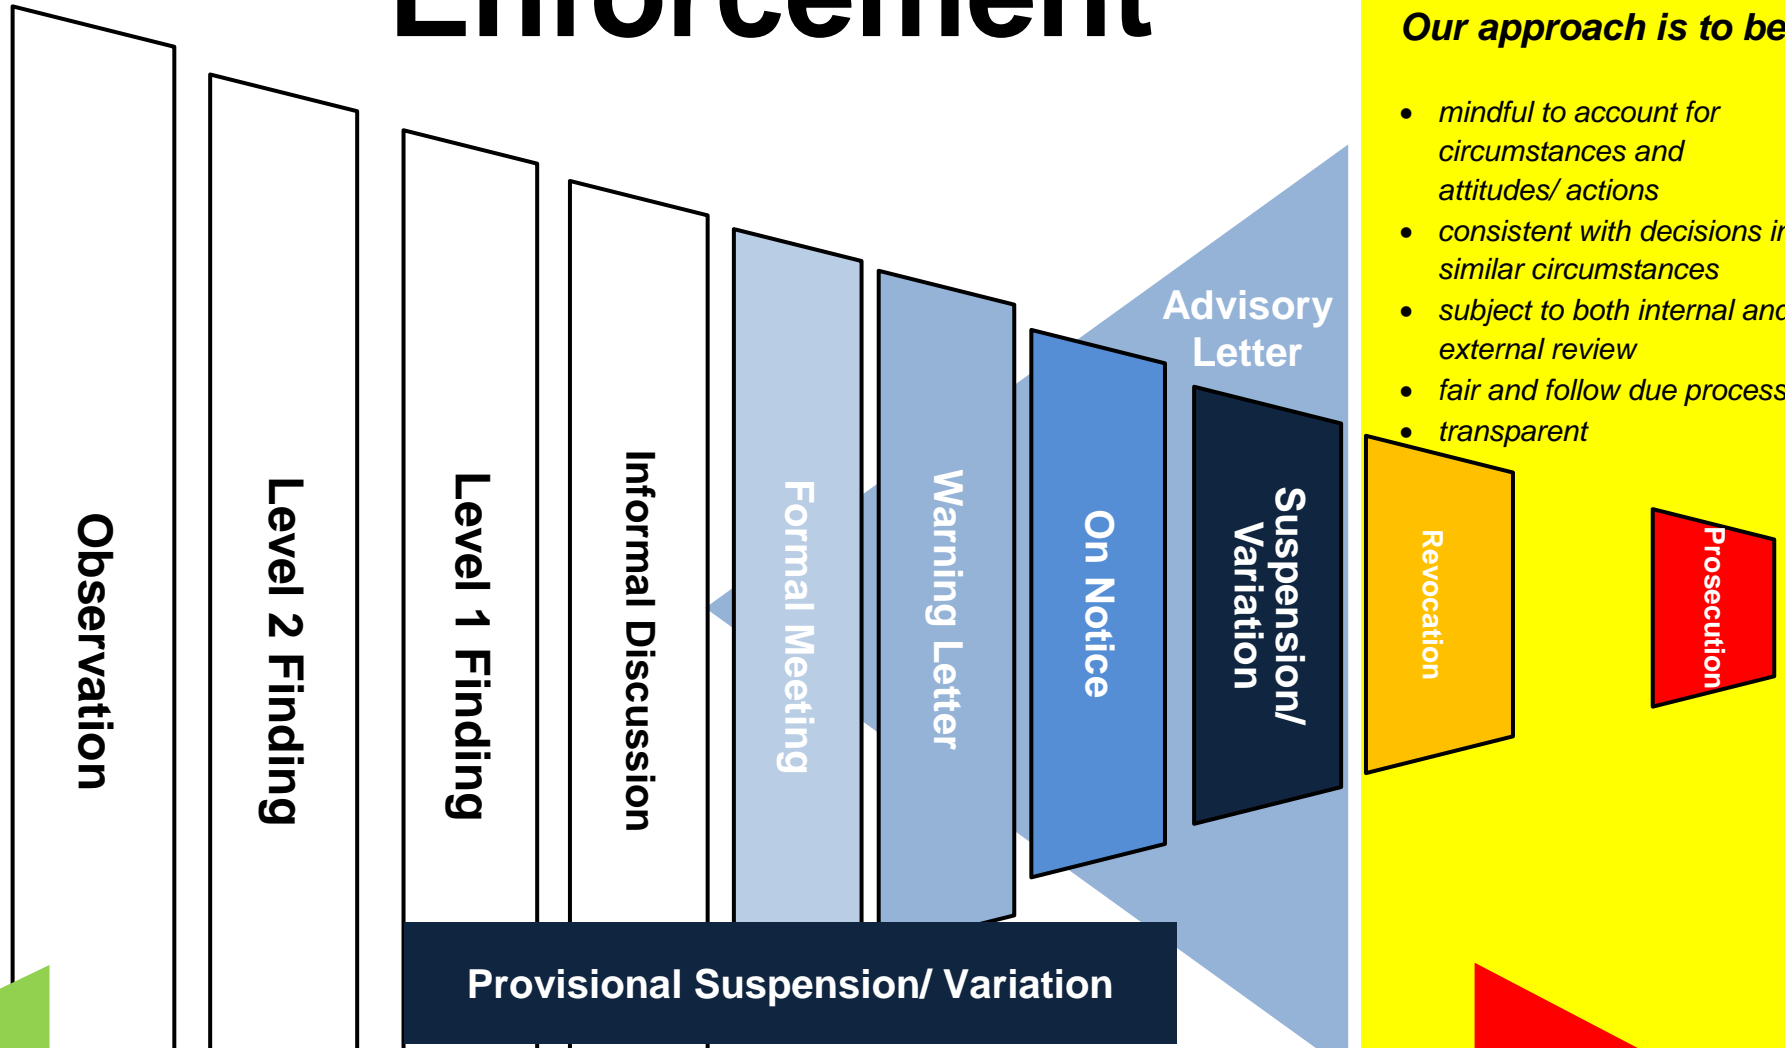 Enforcement
Observation
Level 2 Finding
Level 1 Finding
Informal Discussion
Formal Meeting
Warning Letter
On Notice
Advisory
Letter
Suspension/
Variation
Revocation
Prosecution
Provisional Suspension/ Variation
Our approach is to be
• mindful to account for
circumstances and
attitudes/ actions
• consistent with decisions in
similar circumstances
• subject to both internal and
external review
• fair and follow due process
• transparent